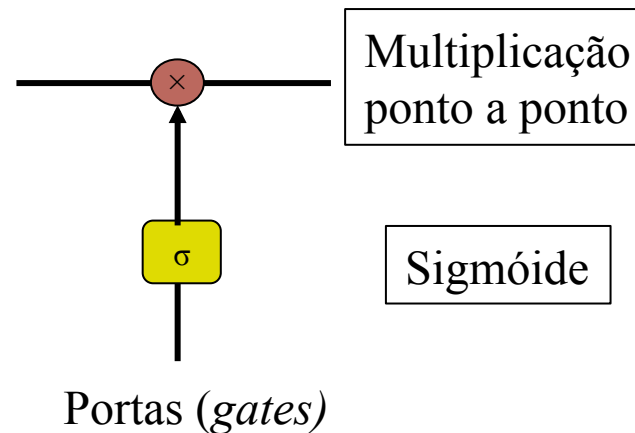 Multiplicação
ponto a ponto
×
σ
Sigmóide
Portas (gates)